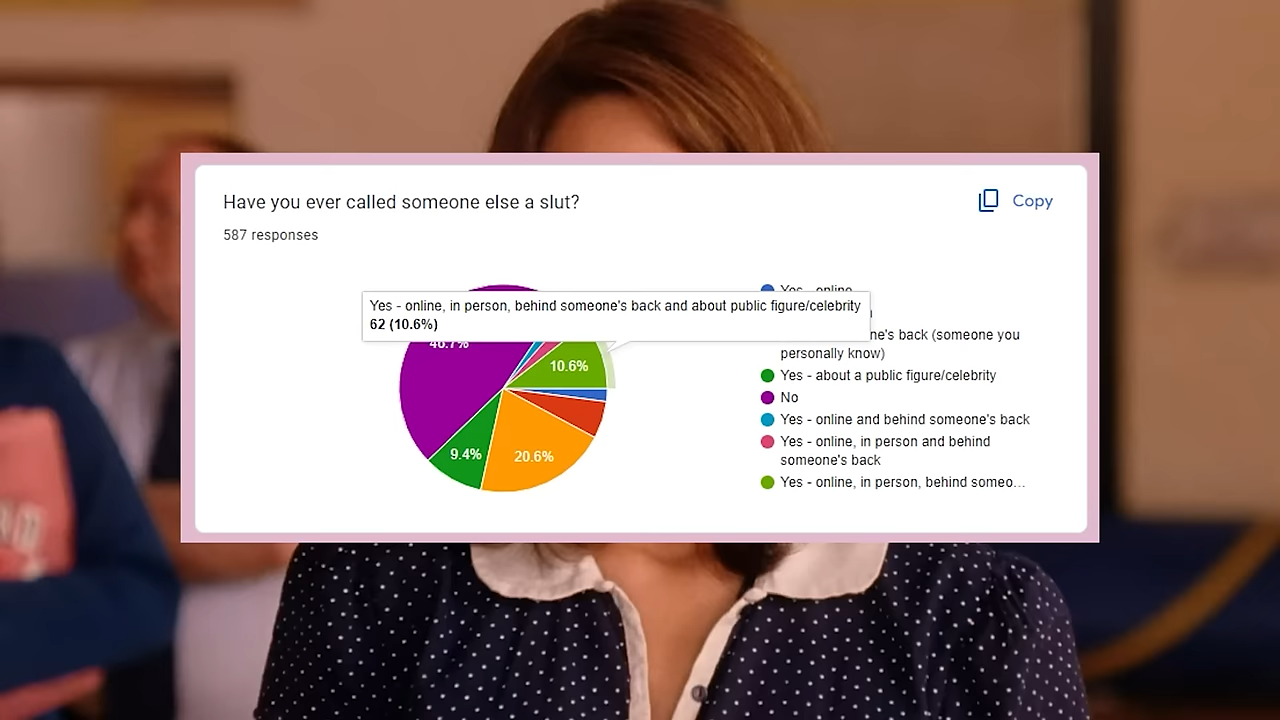 Have you ever called someone else a slut?
Copy
587 responses
Yes - online
Yes - online, in person, behind someone's back and about public figure/celebrity
62 (10.6%)
ne's back (someone you
personally know)
46.7%
10.6%
Yes - about a public figure/celebrity
No
Yes - online and behind someone's back
Yes - online, in person and behind
someone's back
9.4%
20.6%
Yes - online, in person, behind someo...